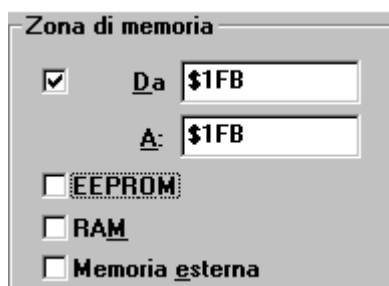 Zona di memoria
Da $1FB
A: $1FB
EEPROM
RAM
Memoria esterna